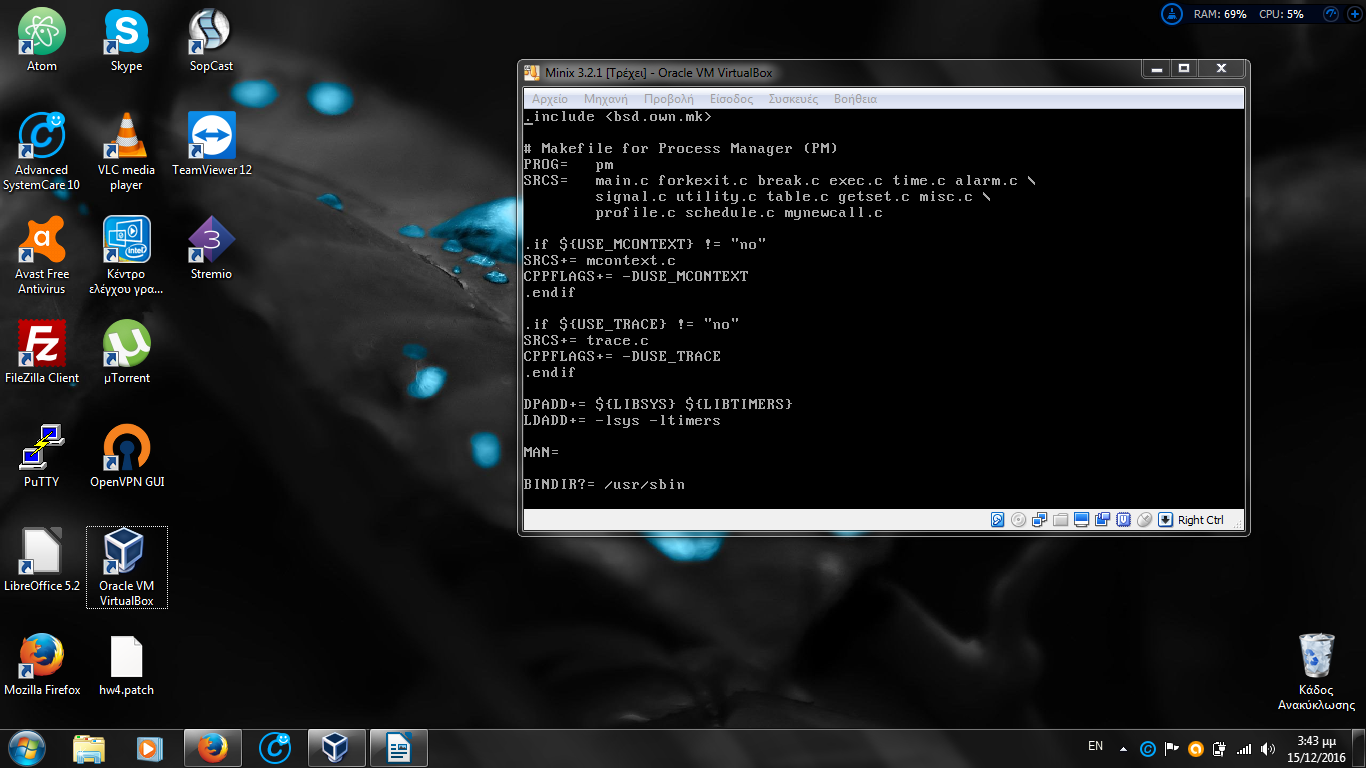 Atom
Skype
SopCast
Advanced
SystemCare 10
VLC media
player
TeamViewer 12
Avast Free
Antivirus
intel
Κέντρο
ελέγχου γρα...
3
Stremio
Fz
FileZilla Client
µ
µTorrent
PuTTY
OpenVPN GUI
LibreOffice 5.2
Oracle VM
VirtualBox
Mozilla Firefox
hw4.patch
RAM: 69% CPU: 5%
Minix 3.2.1 [Τρέχει] - Oracle VM VirtualBox
Αρχείο Μηχανή Προβολή Είσοδος Συσκευές Βοήθεια
.include <bsd.own.mk>
# Makefile for Process Manager (PM)
PROG= pm
SRCS= main.c forkexit.c break.c exec.c time.c alarm.c \
signal.c utility.c table.c getset.c misc.c \
profile.c schedule.c mynewcall.c
.if ${USE_MCONTEXT} != "no"
SRCS+= mcontext.c
CPPFLAGS+= -DUSE_MCONTEXT
.endif
.if ${USE_TRACE} != "no"
SRCS+= trace.c
CPPFLAGS+= -DUSE_TRACE
.endif
DPADD+= ${LIBSYS} ${LIBTIMERS}
LDADD+= -lsys -ltimers
MAN=
BINDIR?= /usr/sbin
Right Ctrl
Κάδος
Ανακύκλωσης
EN
3:43 μμ
15/12/2016